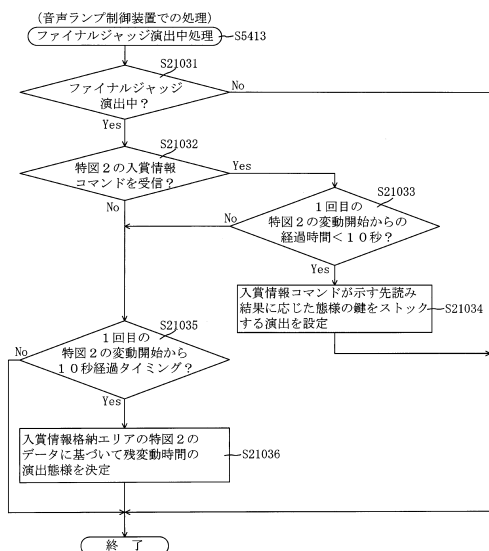 (音声ランプ制御装置での処理)
ファイナルジャッジ演出中処理
S5413
S21031
ファイナルジャッジ
演出中?
No
Yes
S21032
特図2の入賞情報
コマンドを受信?
Yes
No
S21033
1回目の
特図2の変動開始からの
経過時間<10秒?
No
Yes
入賞情報コマンドが示す先読み
結果に応じた態様の鍵をストック
する演出を設定
S21034
S21035
1回目の
特図2の変動開始から
10秒経過タイミング?
No
Yes
入賞情報格納エリアの特図2の
データに基づいて残変動時間の
演出態様を決定
S21036
終 了